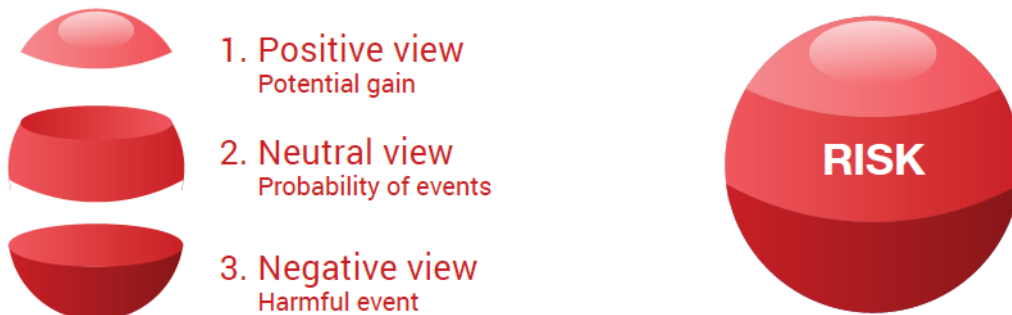 1. Positive view
Potential gain
2. Neutral view
Probability of events
3. Negative view
Harmful event
RISK